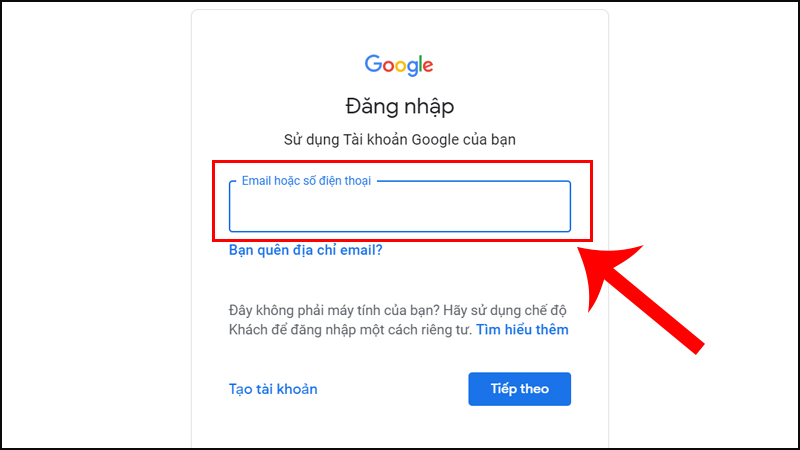 Google
Đăng nhập
Sử dụng Tài khoản Google của bạn
Email hoặc số điện thoại
Bạn quên địa chỉ email?
Đây không phải máy tính của bạn? Hãy sử dụng chế độ
Khách để đăng nhập một cách riêng tư. Tìm hiểu thêm
Tạo tài khoản
Tiếp theo